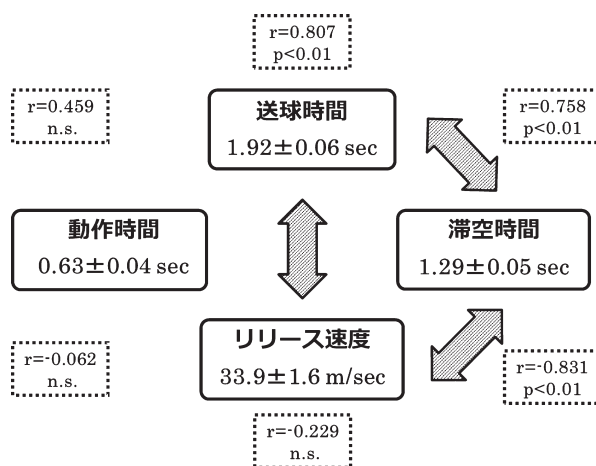 r=0.807
p<0.01
r=0.459
n.s.
送球時間
1.92±0.06 sec
r=0.758
p<0.01
動作時間
0.63±0.04 sec
滞空時間
1.29±0.05 sec
リリース速度
33.9±1.6 m/sec
r=-0.062
n.s.
r=-0.831
p<0.01
r=-0.229
n.s.